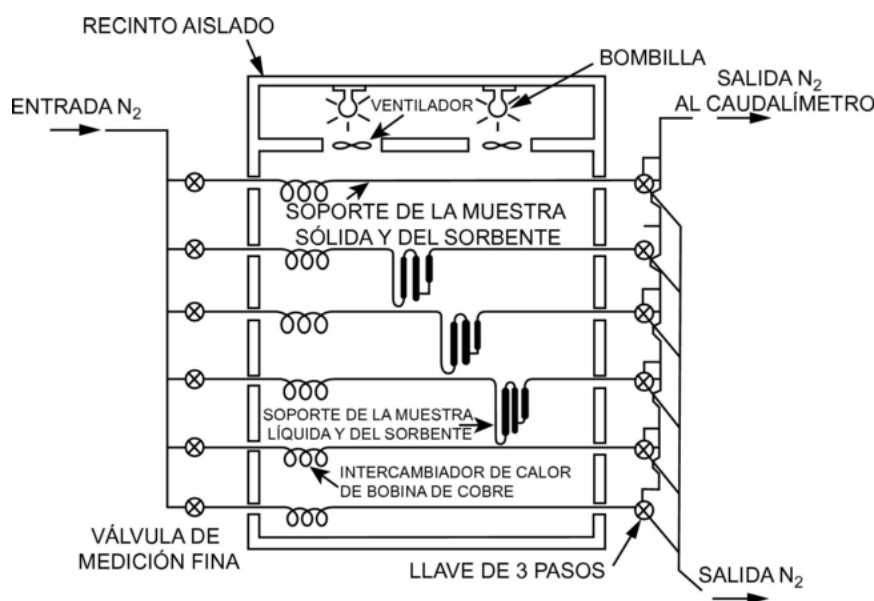 RECINTO AISLADO
BOMBILLA
SALIDA N₂
AL CAUDALÍMETRO
VENTILADOR
ENTRADA N₂
SOPORTE DE LA MUESTRA
SÓLIDA Y DEL SORBENTE
SOPORTE DE LA MUESTRA
LÍQUIDA Y DEL SORBENTE
INTERCAMBIADOR DE CALOR
DE BOBINA DE COBRE
VÁLVULA DE
MEDICIÓN FINA
LLAVE DE 3 PASOS
SALIDA N₂